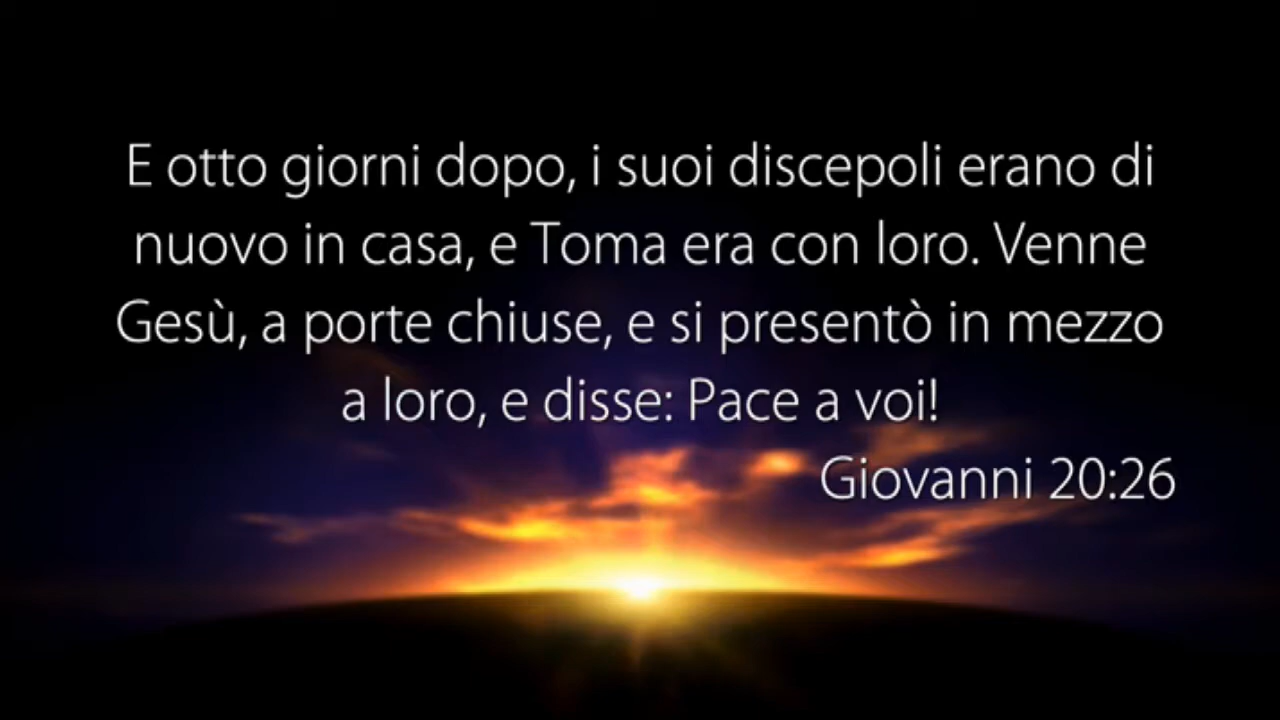 E otto giorni dopo, i suoi discepoli erano di
nuovo in casa, e Toma era con loro. Venne
Gesù, a porte chiuse, e si presentò in mezzo
a loro, e disse: Pace a voi!
Giovanni 20:26